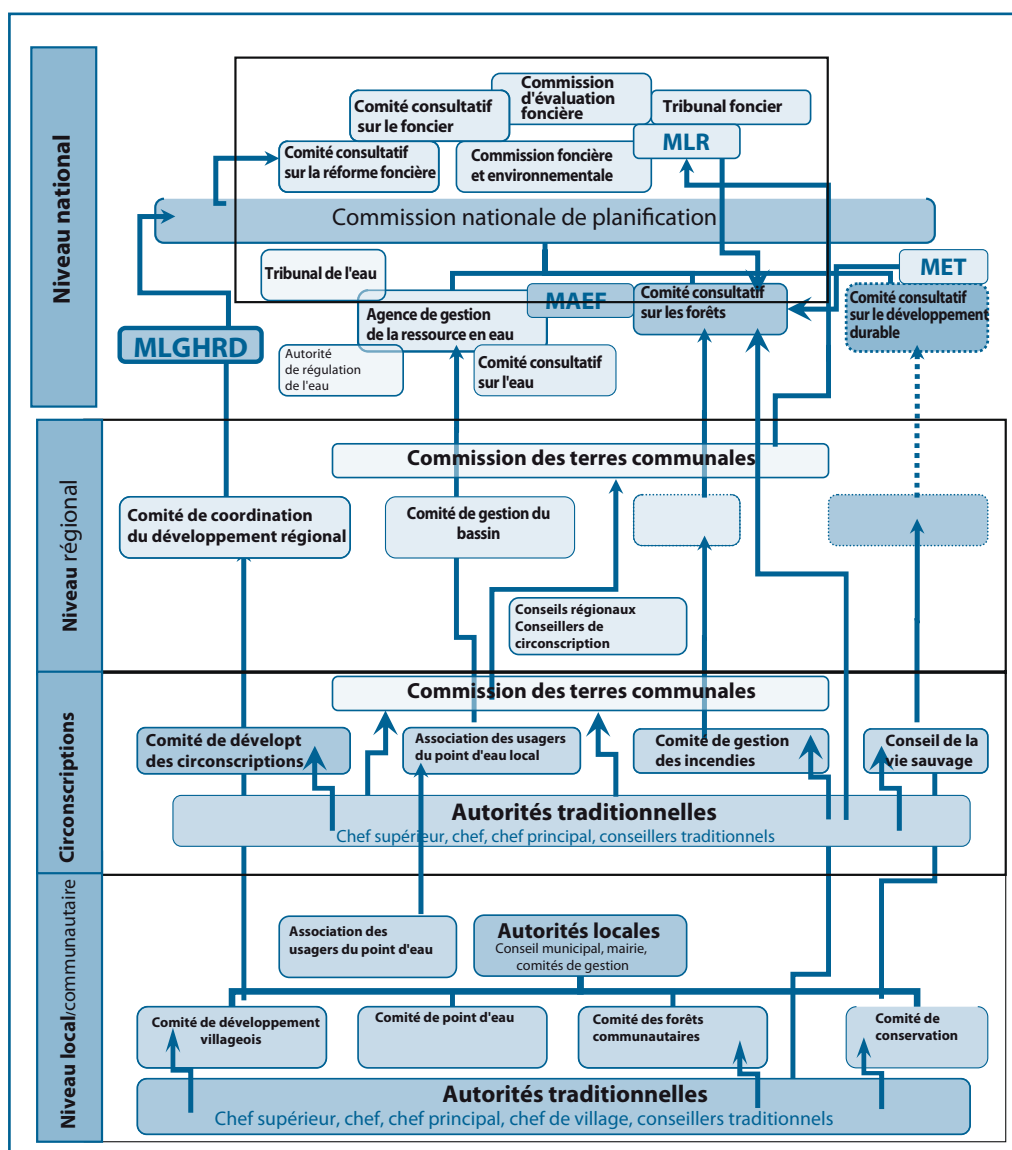 Niveau national
Commission
d'évaluation
foncière
Comité consultatif
sur le foncier
Tribunal foncier
MLR
Comité consultatif
sur la réforme foncière
Commission foncière
et environnementale
Commission nationale de planification
Tribunal de l'eau
MET
MAEF
Comité consultatif
sur les forêts
Comité consultatif
sur le développement
durable
Agence de gestion
de la ressource en eau
MLGHRD
Autorité
de régulation
de l'eau
Comité consultatif
sur l'eau
Niveau régional
Commission des terres communales
Comité de coordination
du développement régional
Comité de gestion du
bassin
Conseils régionaux
Conseillers de
circonscription
Circonscriptions
Commission des terres communales
Comité de dévelopt
des circonscriptions
Association des usagers
du point d'eau local
Comité de gestion
des incendies
Conseil de la
vie sauvage
Autorités traditionnelles
Chef supérieur, chef, chef principal, conseillers traditionnels
Niveau local/communautaire
Association des
usagers du point d'eau
Autorités locales
Conseil municipal, mairie,
comités de gestion
Comité de développement
villageois
Comité de point d'eau
Comité des forêts
communautaires
Comité de
conservation
Autorités traditionnelles
Chef supérieur, chef, chef principal, chef de village, conseillers traditionnels